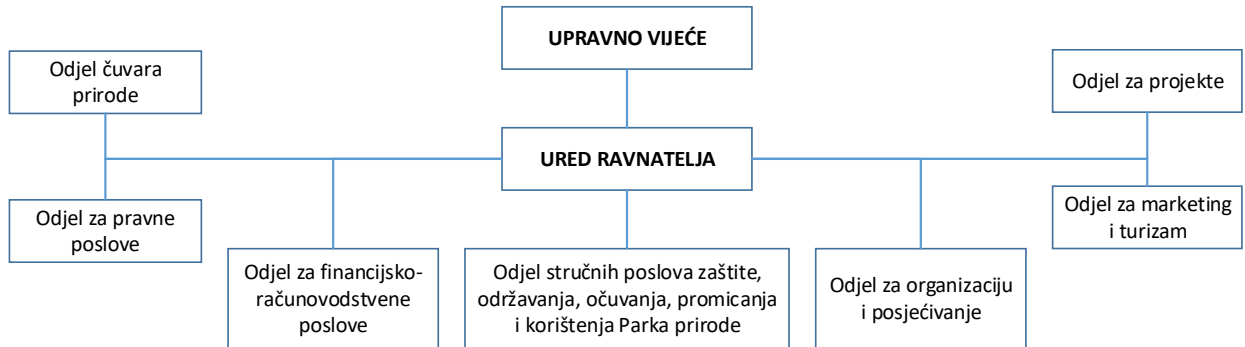 UPRAVNO VIJEĆE
Odjel čuvara
prirode
Odjel za projekte
URED RAVNATELJA
Odjel za pravne
poslove
Odjel za marketing
i turizam
Odjel za financijsko-
računovodstvene
poslove
Odjel stručnih poslova zaštite,
održavanja, očuvanja, promicanja
i korištenja Parka prirode
Odjel za organizaciju
i posjećivanje